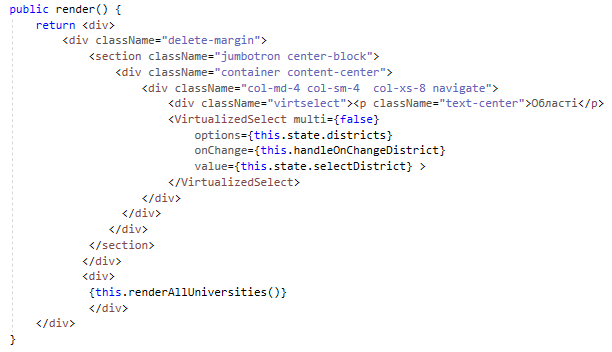 public render() {
    return <div>
        <div className="delete-margin">
            <section className="jumbotron center-block">
                <div className="container content-center">
                    <div className="col-md-4 col-sm-4  col-xs-8 navigate">
                        <div className="virtselect"><p className="text-center">Області</p>
                        <VirtualizedSelect multi={false}
                            options={this.state.districts}
                            onChange={this.handleOnChangeDistrict}
                            value={this.state.selectDistrict} >
                        </VirtualizedSelect>
                    </div>
                 </div>
               </div>
            </section>
           </div>
           <div>
            {this.renderAllUniversities()}
            </div>
    </div>
}